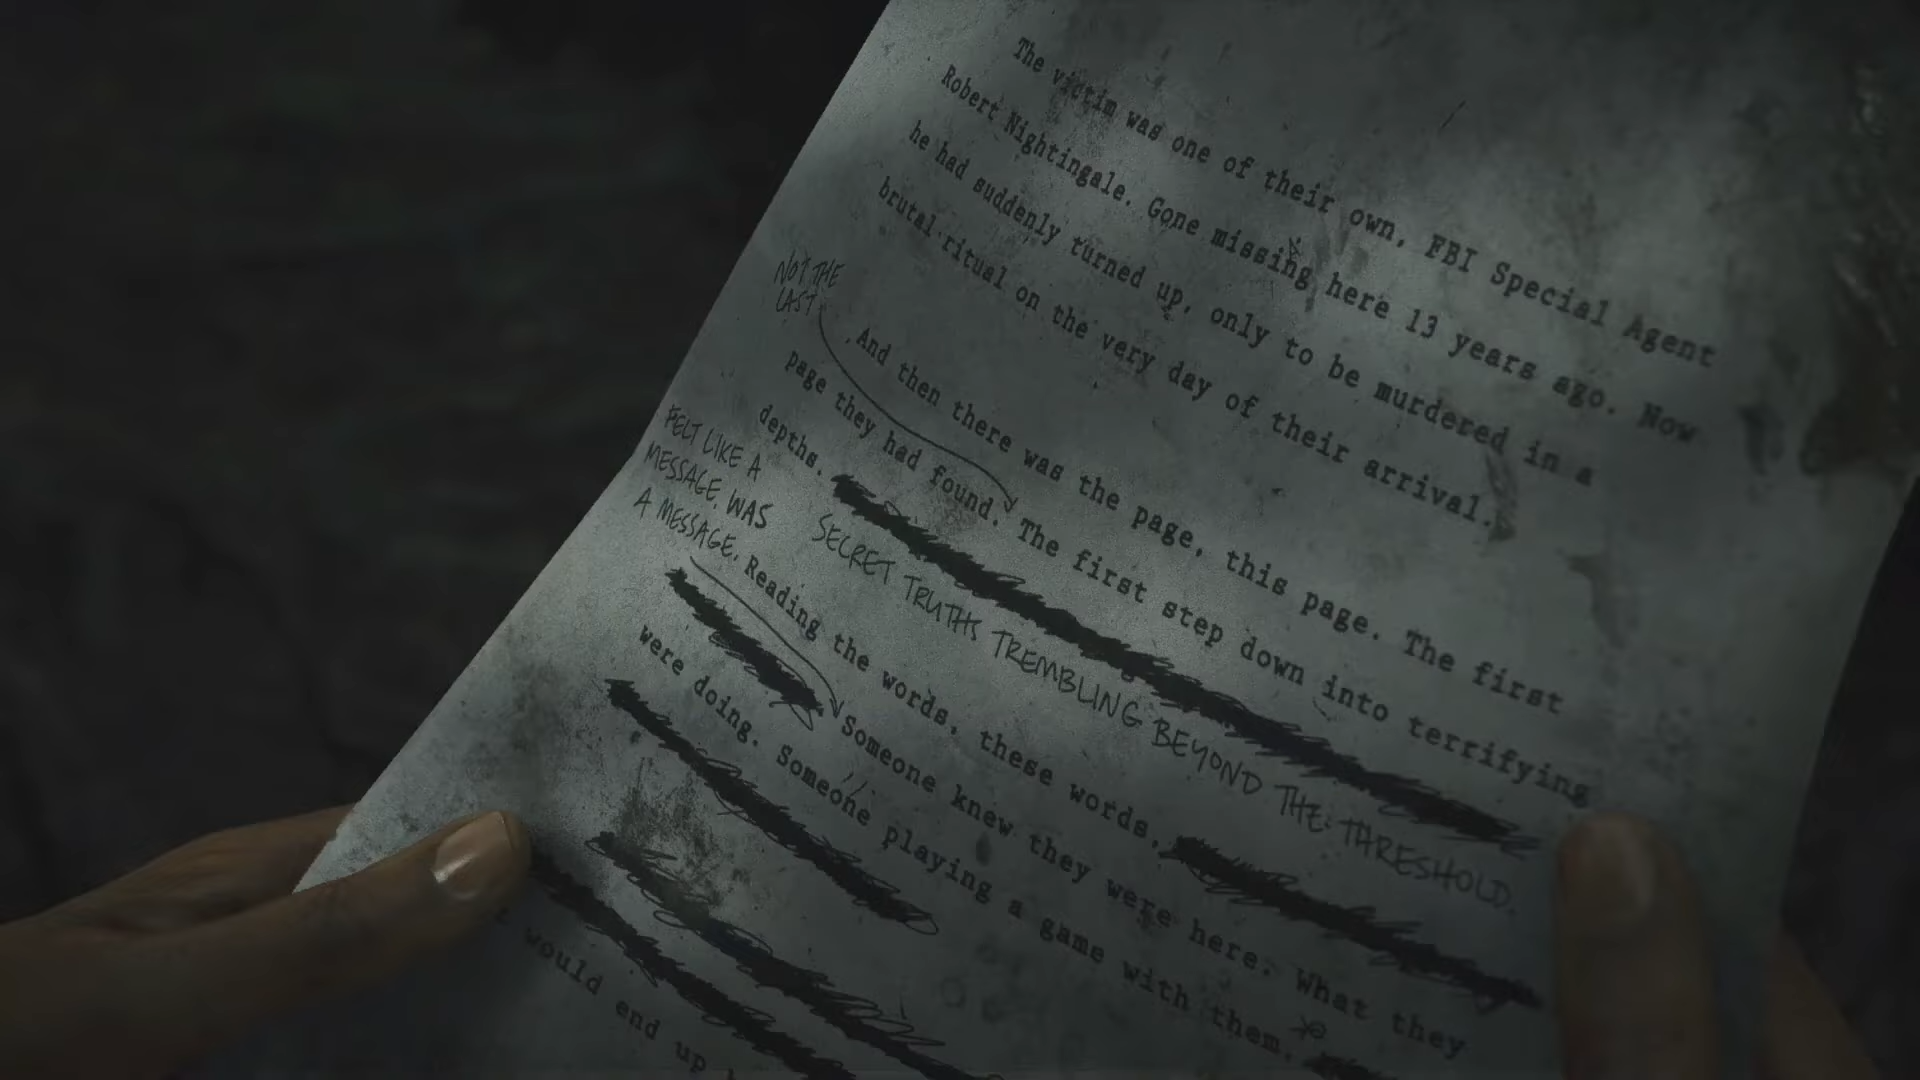 The victim was one of their own, FBI Special Agent
Robert Nightingale. Gone missing here 13 years ago. Now
he had suddenly turned up, only to be murdered in a
brutal ritual on the very day of their arrival.
NOT THE
LAST
And then there was the page, this page. The first
page they had found. The first step down into terrifying
depths.
SECRET TRUTHS TREMBLING BEYOND THE THRESHOLD.
FELT LIKE A
MESSAGE, WAS
A MESSAGE.
Reading the words, these words,
Someone knew they were here. What they
were doing. Someone playing a game with them.
would end up